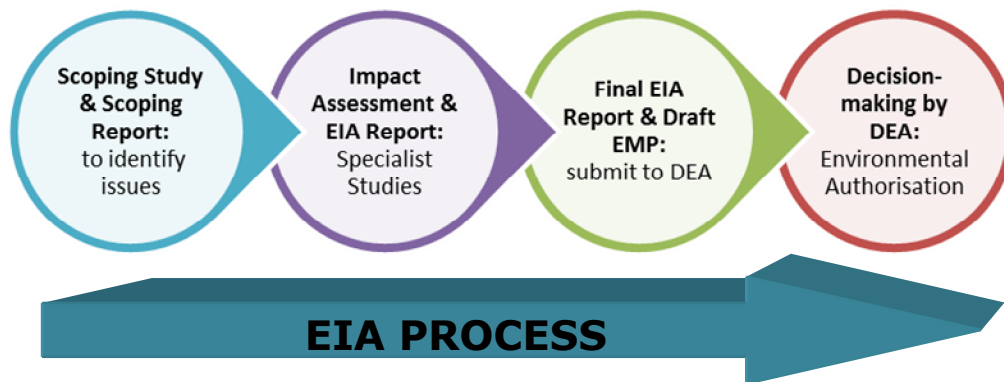 Scoping Study
& Scoping
Report:
to identify
issues
Impact
Assessment &
EIA Report:
Specialist
Studies
Final EIA
Report & Draft
EMP:
submit to DEA
Decision-
making by
DEA:
Environmental
Authorisation
EIA PROCESS